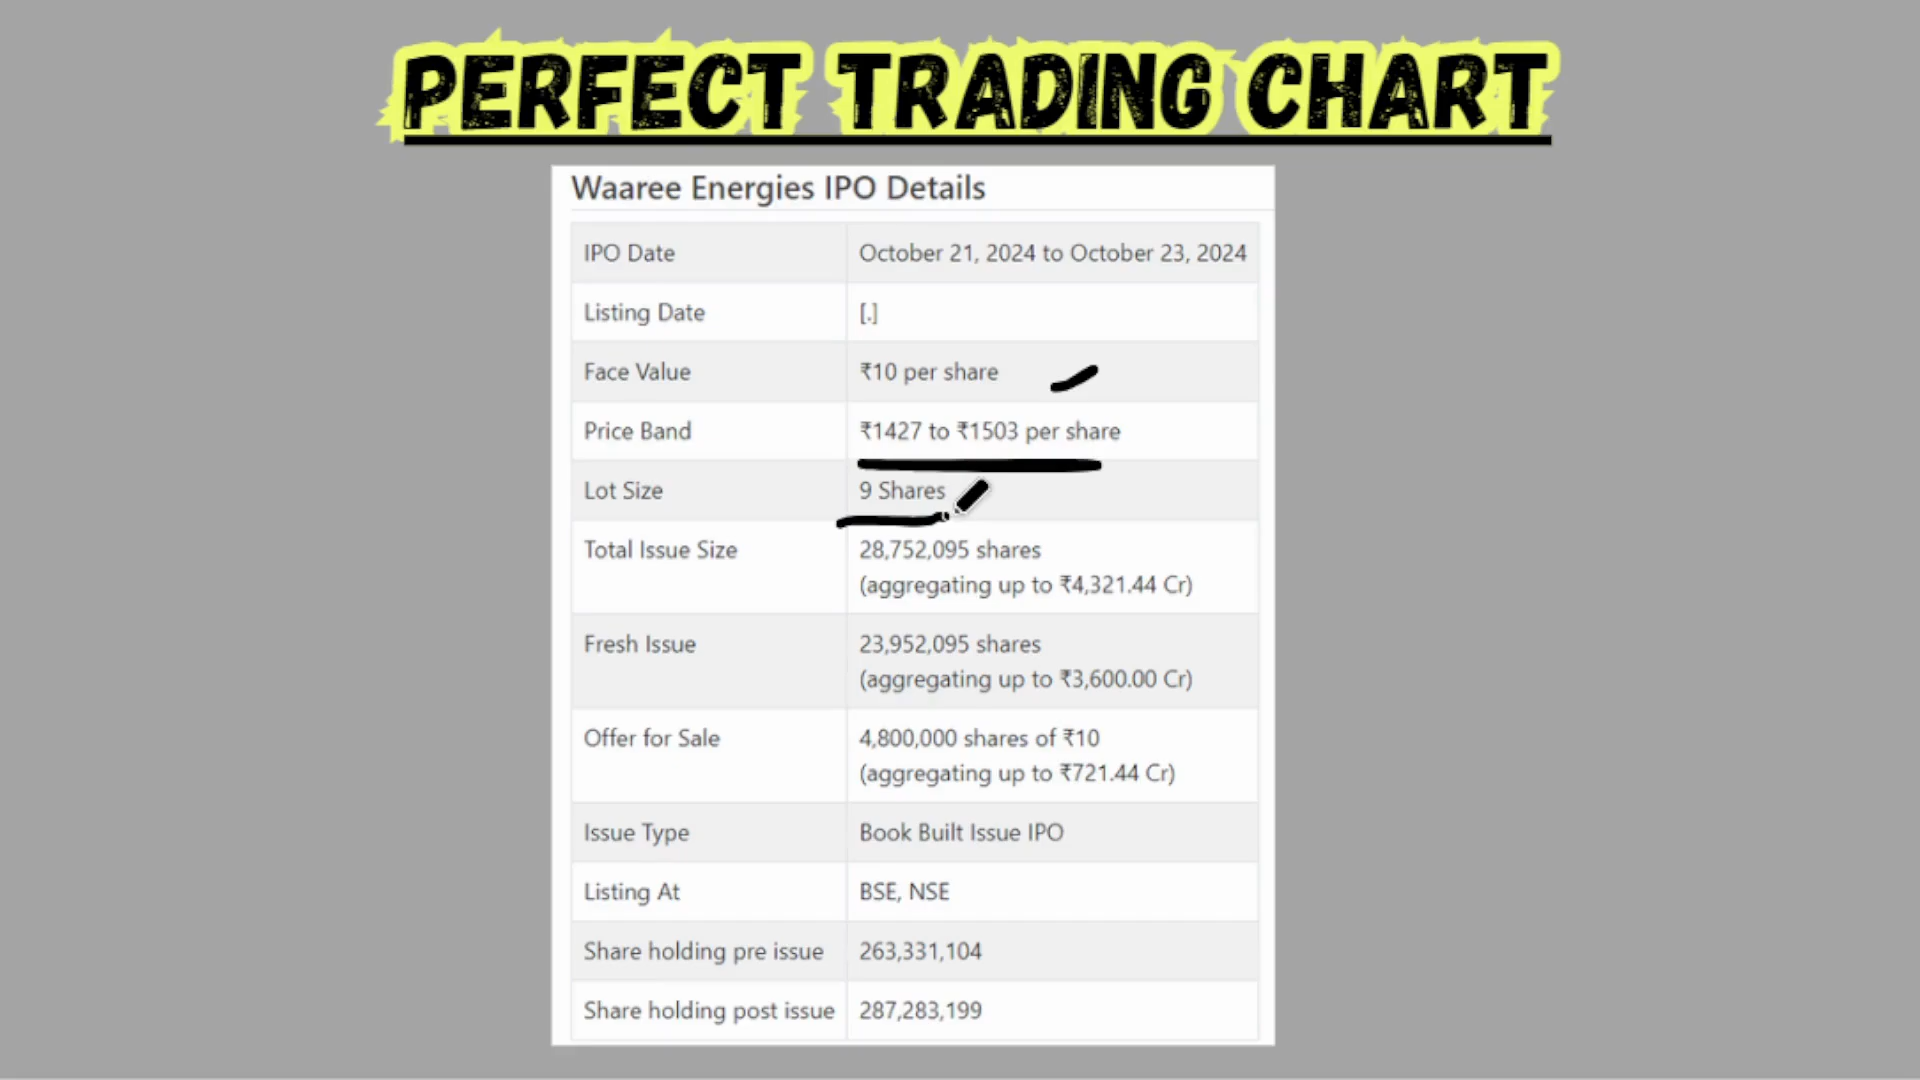 PERFECT TRADING CHART
Waaree Energies IPO Details
IPO Date October 21, 2024 to October 23, 2024
Listing Date [.]
Face Value ₹10 per share
Price Band ₹1427 to ₹1503 per share
Lot Size 9 Shares
Total Issue Size 28,752,095 shares
(aggregating up to ₹4,321.44 Cr)
Fresh Issue 23,952,095 shares
(aggregating up to ₹3,600.00 Cr)
Offer for Sale 4,800,000 shares of ₹10
(aggregating up to ₹721.44 Cr)
Issue Type Book Built Issue IPO
Listing At BSE, NSE
Share holding pre issue 263,331,104
Share holding post issue 287,283,199